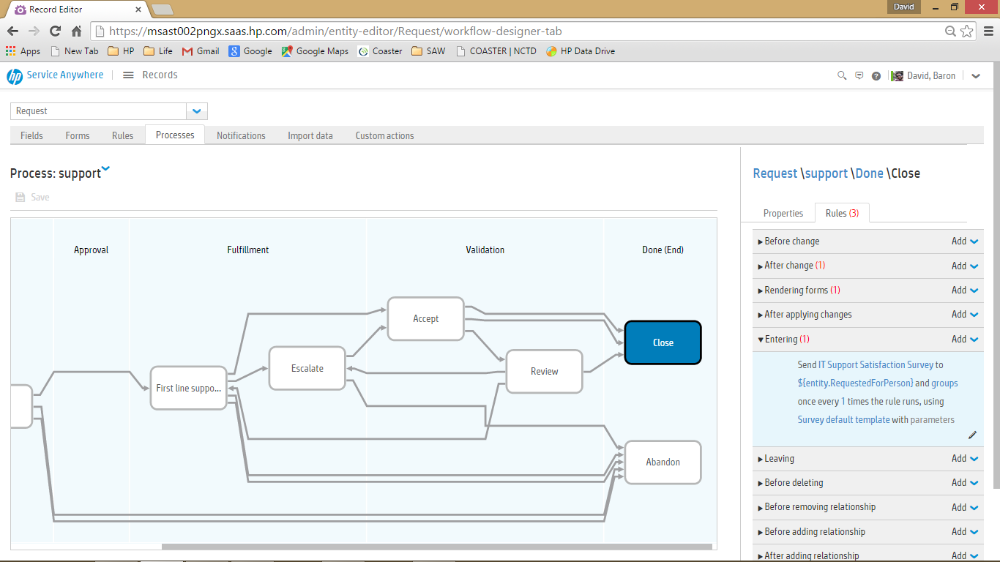 Record Editor
David
https://msast002pngx.saas.hp.com/admin/entity-editor/Request/workflow-designer-tab
Apps New Tab HP Life Gmail Google Google Maps Coaster SAW COASTER | NCTD HP Data Drive
hp Service Anywhere Records David, Baron
Request
Fields Forms Rules Processes Notifications Import data Custom actions
Process: support
Save
Approval Fulfillment Validation Done (End)
Accept
Close
Escalate
Review
First line suppo...
Abandon
Request \support \Done \Close
Properties Rules (3)
Before change Add
After change (1) Add
Rendering forms (1) Add
After applying changes Add
Entering (1) Add
Send IT Support Satisfaction Survey to
${entity.RequestedForPerson} and groups
once every 1 times the rule runs, using
Survey default template with parameters
Leaving Add
Before deleting Add
Before removing relationship Add
Before adding relationship Add
After adding relationship Add